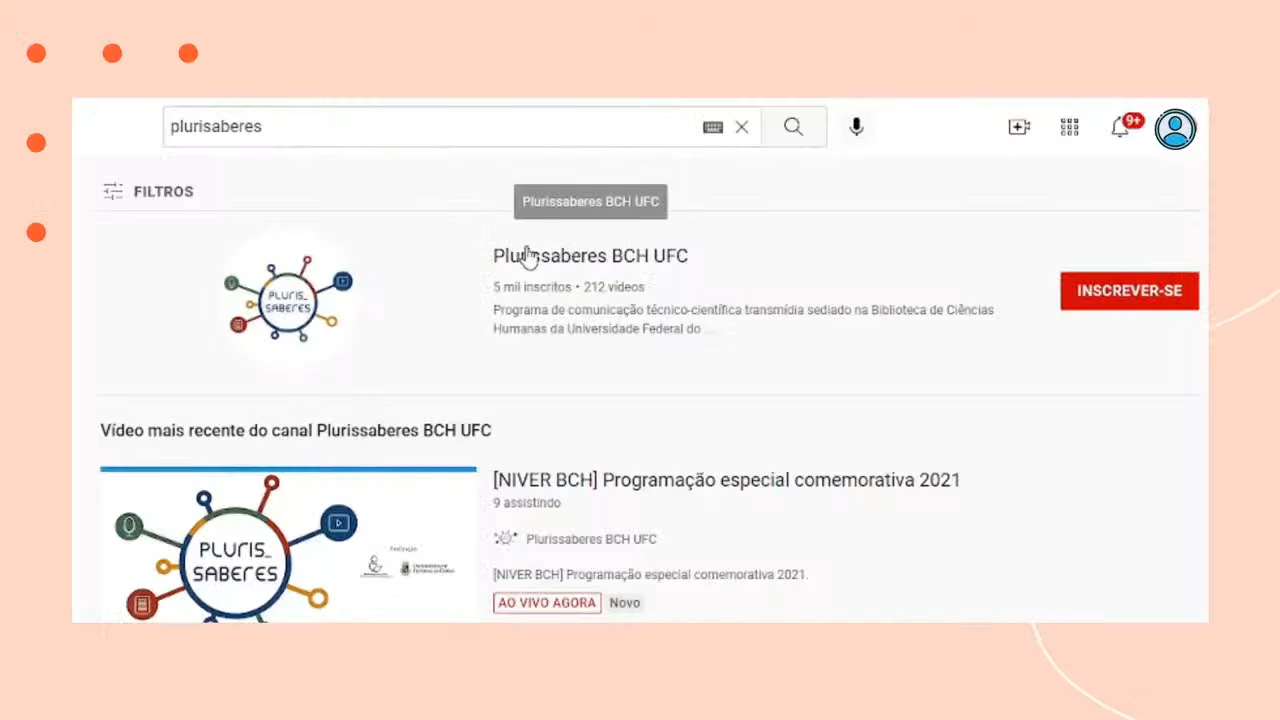 plurisaberes
9+
FILTROS
Plurissaberes BCH UFC
Plurissaberes BCH UFC
5 mil inscritos • 212 vídeos
Programa de comunicação técnico-científica transmídia sediado na Biblioteca de Ciências
Humanas da Universidade Federal do ...
INSCREVER-SE
PLURIS_
SABERES
Vídeo mais recente do canal Plurissaberes BCH UFC
PLURIS_
SABERES
[NIVER BCH] Programação especial comemorativa 2021
9 assistindo
Plurissaberes BCH UFC
[NIVER BCH] Programação especial comemorativa 2021.
AO VIVO AGORA Novo